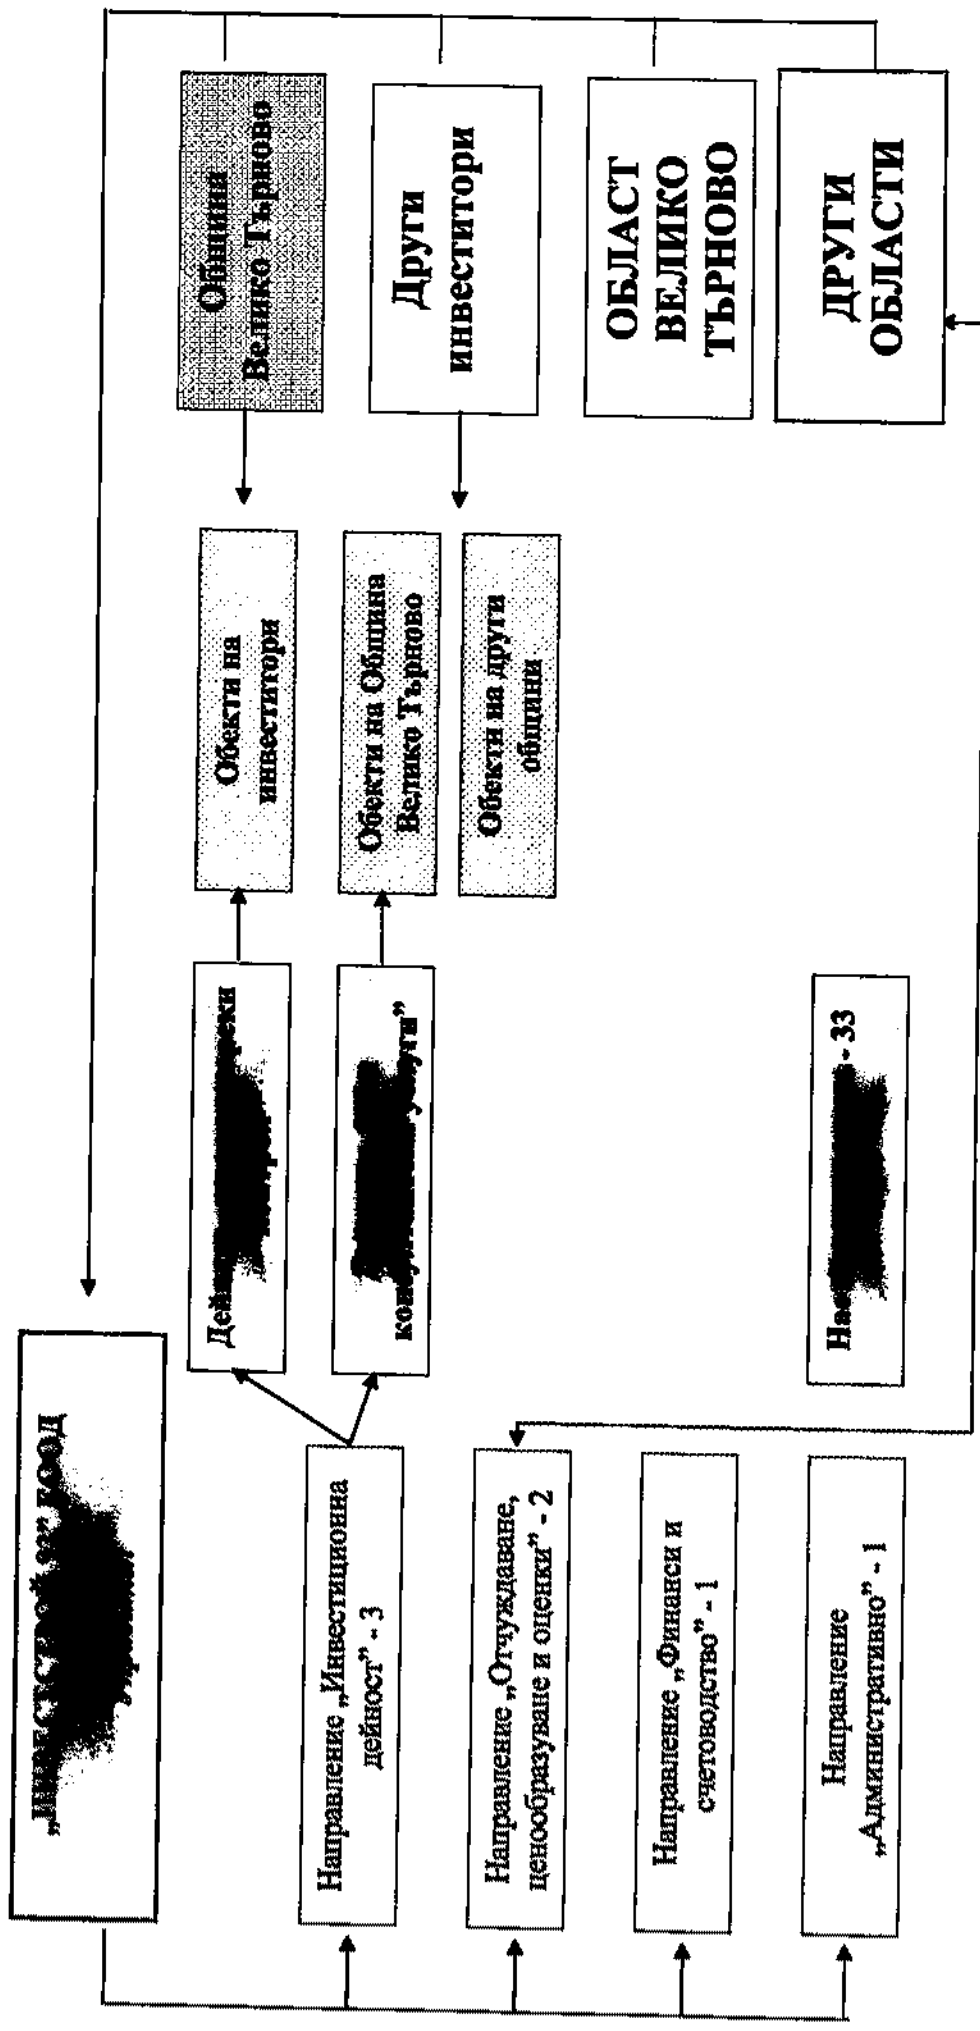 „ИНВЕСТСТРОЙ 92” ЕООД
Направление „Инвестиционна
дейност” - 3
Направление „Отчуждаване,
ценообразуване и оценки” - 2
Направление „Финанси и
счетоводство” - 1
Направление
„Административно” - 1
- 33
Обекти на
инвеститори
Обекти на Община
Велико Търново
Обекти на други
общини
Община
Велико Търново
Други
инвеститори
ОБЛАСТ
ВЕЛИКО
ТЪРНОВО
ДРУГИ
ОБЛАСТИ